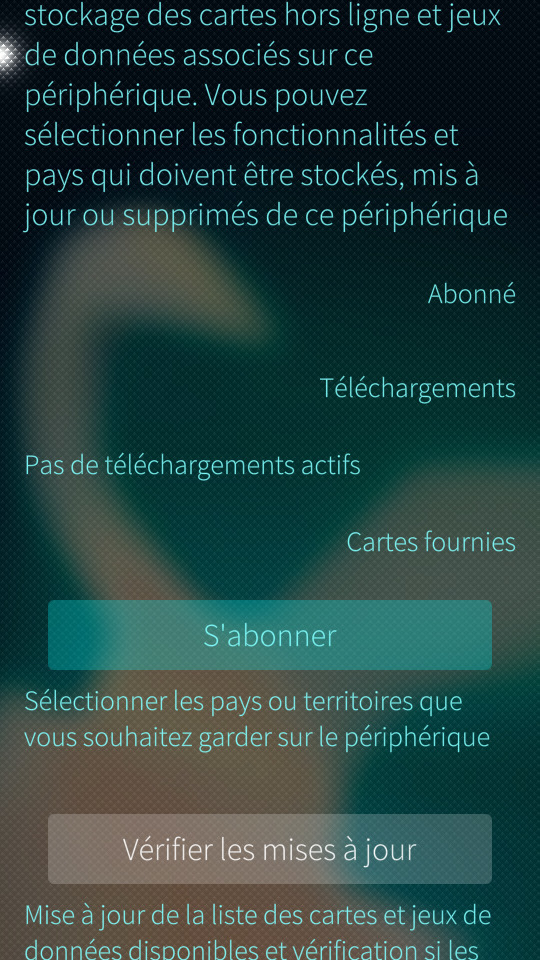 stockage des cartes hors ligne et jeux
de données associés sur ce
périphérique. Vous pouvez
sélectionner les fonctionnalités et
pays qui doivent être stockés, mis à
jour ou supprimés de ce périphérique
Abonné
Téléchargements
Pas de téléchargements actifs
Cartes fournies
S'abonner
Sélectionner les pays ou territoires que
vous souhaitez garder sur le périphérique
Vérifier les mises à jour
Mise à jour de la liste des cartes et jeux de
données disponibles et vérification si les